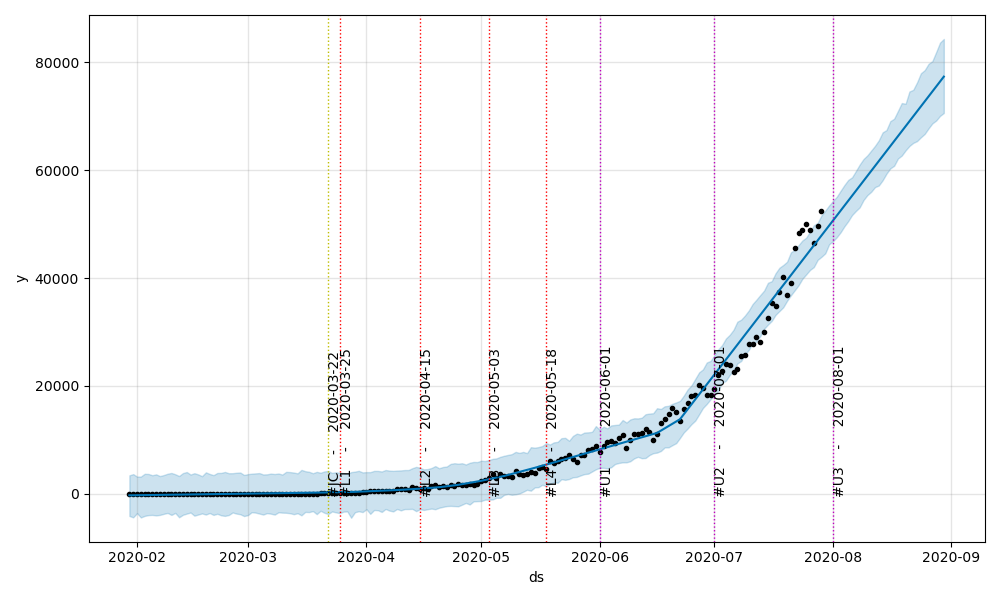 y
80000
60000
40000
20000
0
#JC - 2020-03-22
#L1 - 2020-03-25
#L2 - 2020-04-15
#L3 - 2020-05-03
#L4 - 2020-05-18
#U1 - 2020-06-01
#U2 - 2020-07-01
#U3 - 2020-08-01
2020-02 2020-03 2020-04 2020-05 2020-06 2020-07 2020-08 2020-09
ds